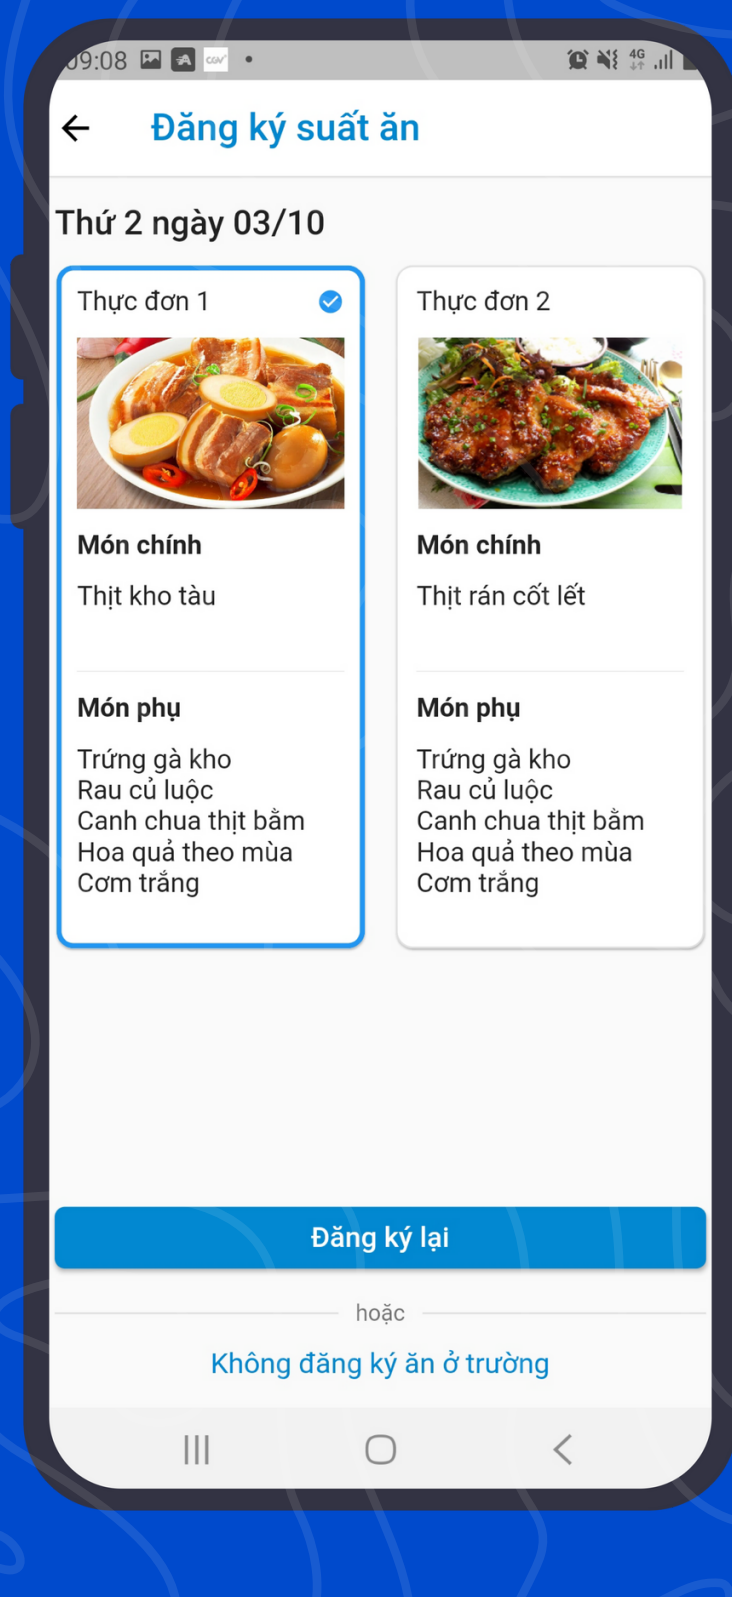 09:08
4G
Đăng ký suất ăn
Thứ 2 ngày 03/10
Thực đơn 1
Món chính
Thịt kho tàu
Món phụ
Trứng gà kho
Rau củ luộc
Canh chua thịt bằm
Hoa quả theo mùa
Cơm trắng
Thực đơn 2
Món chính
Thịt rán cốt lết
Món phụ
Trứng gà kho
Rau củ luộc
Canh chua thịt bằm
Hoa quả theo mùa
Cơm trắng
Đăng ký lại
hoặc
Không đăng ký ăn ở trường